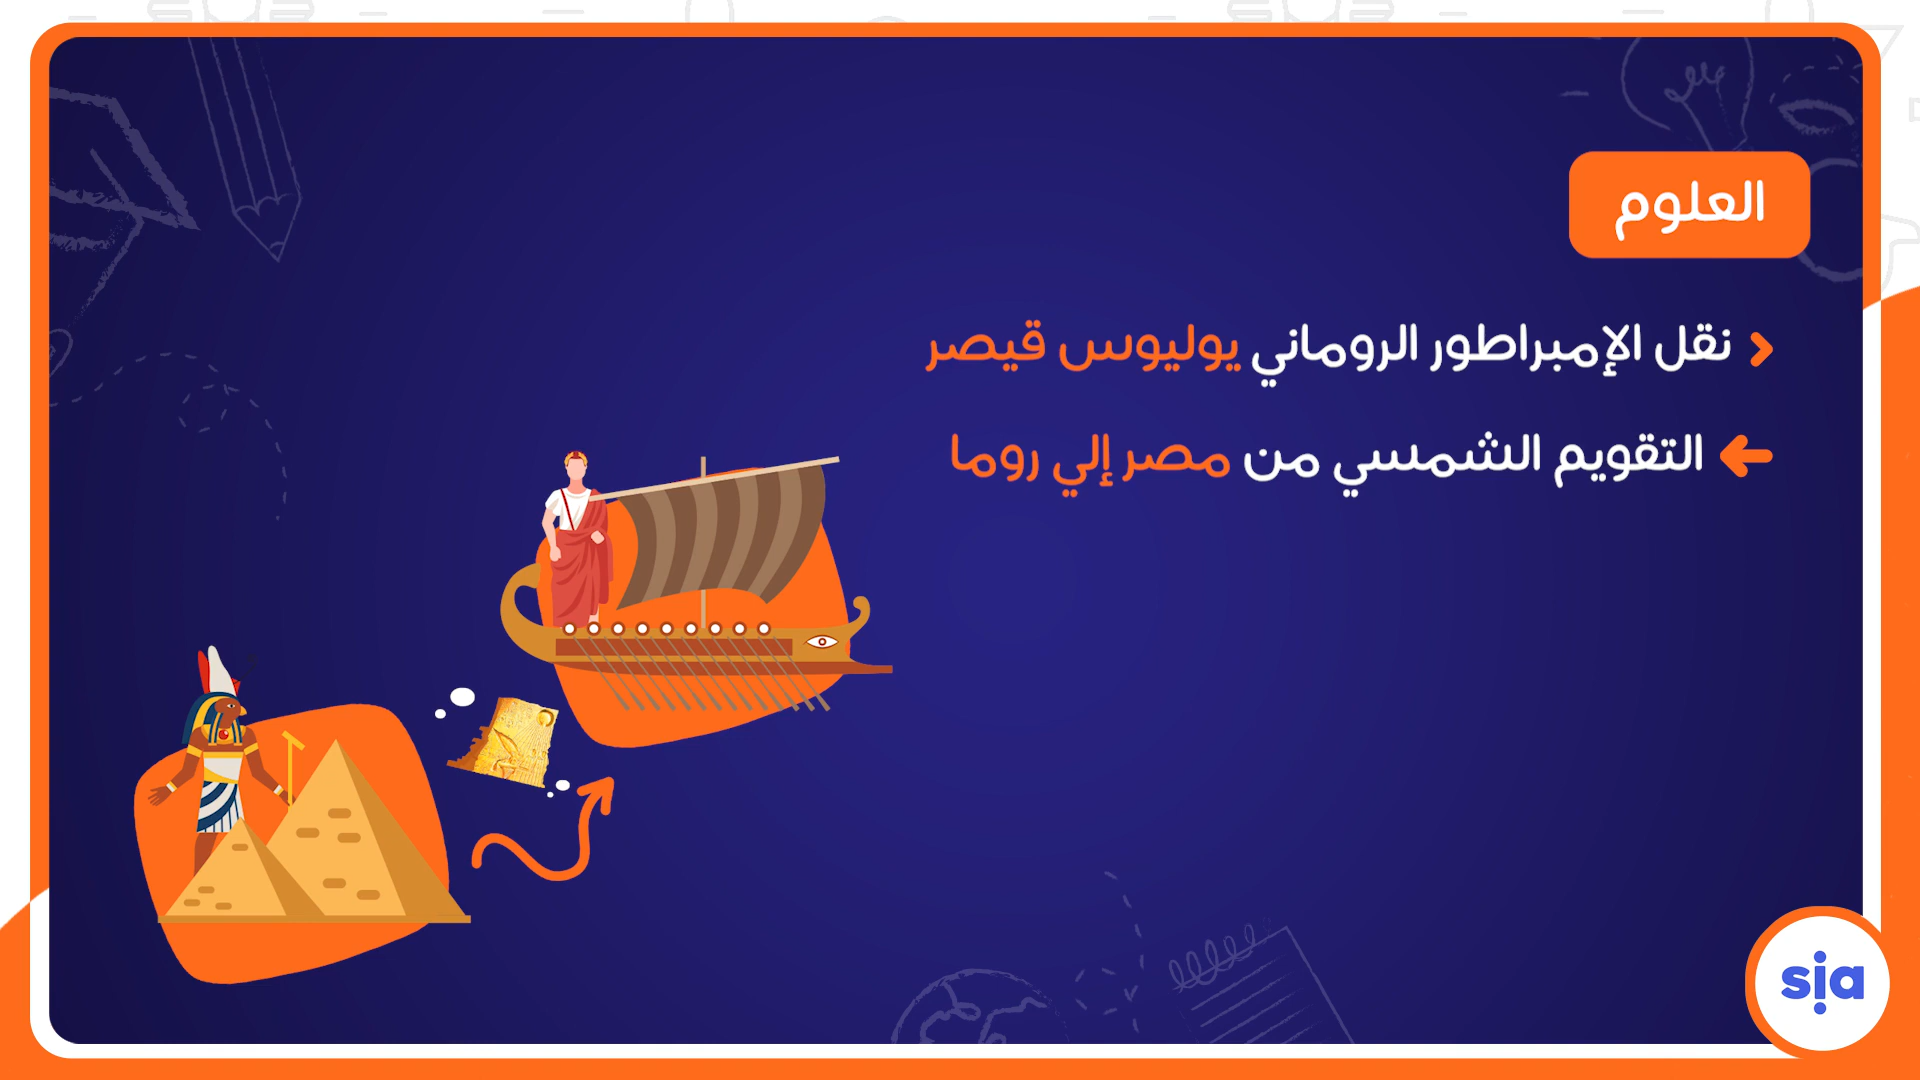 العلوم
نقل الإمبراطور الروماني يوليوس قيصر
التقويم الشمسي من مصر إلي روما
sia